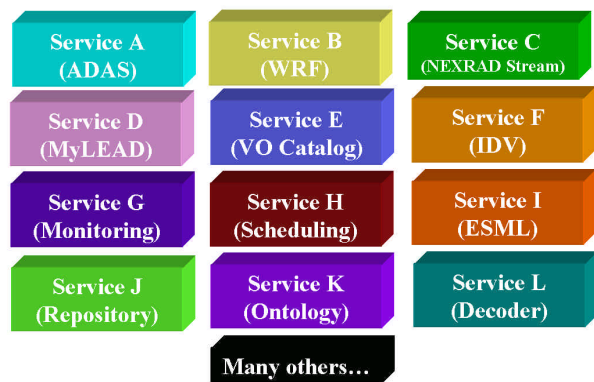 Service A
(ADAS)
Service B
(WRF)
Service C
(NEXRAD Stream)
Service D
(MyLEAD)
Service E
(VO Catalog)
Service F
(IDV)
Service G
(Monitoring)
Service H
(Scheduling)
Service I
(ESML)
Service J
(Repository)
Service K
(Ontology)
Service L
(Decoder)
Many others…